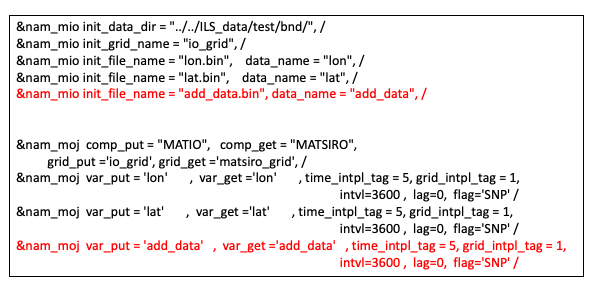 &nam_mio init_data_dir = "../../ILS_data/test/bnd/", /
&nam_mio init_grid_name = "io_grid", /
&nam_mio init_file_name = "lon.bin", data_name = "lon", /
&nam_mio init_file_name = "lat.bin", data_name = "lat", /
&nam_mio init_file_name = "add_data.bin", data_name = "add_data", /
&nam_moj comp_put = "MATIO", comp_get = "MATSIRO",
grid_put ='io_grid', grid_get ='matsiro_grid', /
&nam_moj var_put = 'lon' , var_get ='lon' , time_intpl_tag = 5, grid_intpl_tag = 1,
intvl=3600 , lag=0, flag='SNP' /
&nam_moj var_put = 'lat' , var_get ='lat' , time_intpl_tag = 5, grid_intpl_tag = 1,
intvl=3600 , lag=0, flag='SNP' /
&nam_moj var_put = 'add_data' , var_get ='add_data' , time_intpl_tag = 5, grid_intpl_tag = 1,
intvl=3600 , lag=0, flag='SNP' /